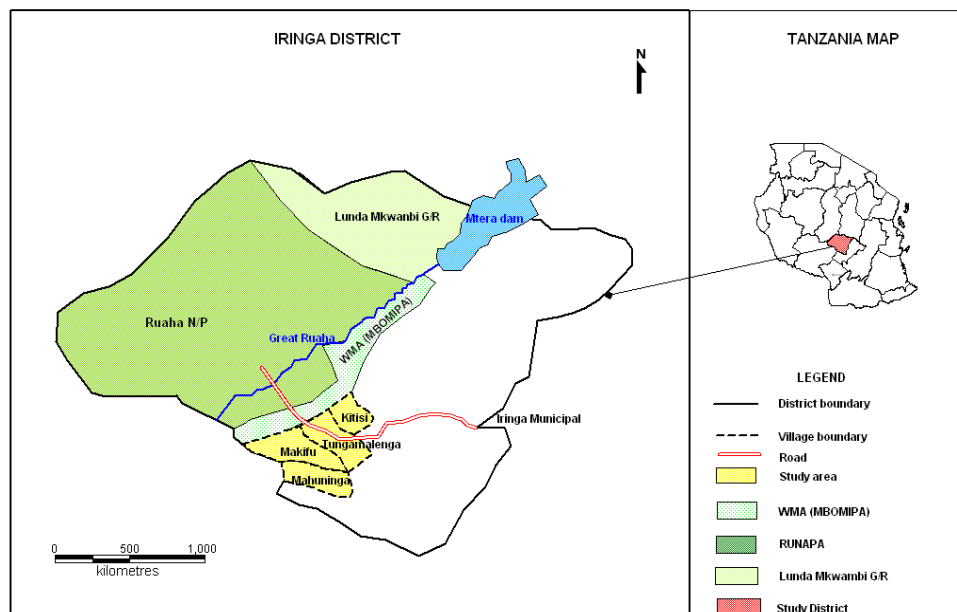 IRINGA DISTRICT
TANZANIA MAP
N
Lunda Mkwanbi G/R
Mtera dam
Ruaha N/P
Great Ruaha
WMA (MBOMIPA)
Kitisi
Iringa Municipal
Tungamalenga
Makifu
Mahuninga
0 500 1,000
kilometres
LEGEND
District boundary
Village boundary
Road
Study area
WMA (MBOMIPA)
RUNAPA
Lunda Mkwambi G/R
Study District